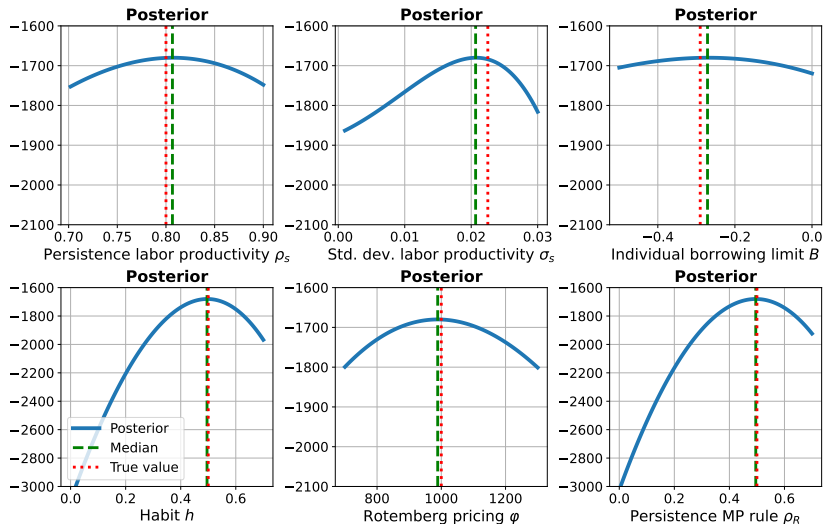 Posterior
−1600
−1700
−1800
−1900
−2000
−2100
0.70 0.75 0.80 0.85 0.90
Persistence labor productivity ρs
Posterior
−1600
−1700
−1800
−1900
−2000
−2100
0.00 0.01 0.02 0.03
Std. dev. labor productivity σs
Posterior
−1600
−1700
−1800
−1900
−2000
−2100
−0.4 −0.2 0.0
Individual borrowing limit B
Posterior
−1600
−1800
−2000
−2200
−2400
−2600
−2800
−3000
Posterior
Median
True value
0.0 0.2 0.4 0.6
Habit h
Posterior
−1600
−1700
−1800
−1900
−2000
−2100
800 1000 1200
Rotemberg pricing φ
Posterior
−1600
−1800
−2000
−2200
−2400
−2600
−2800
−3000
0.0 0.2 0.4 0.6
Persistence MP rule ρR